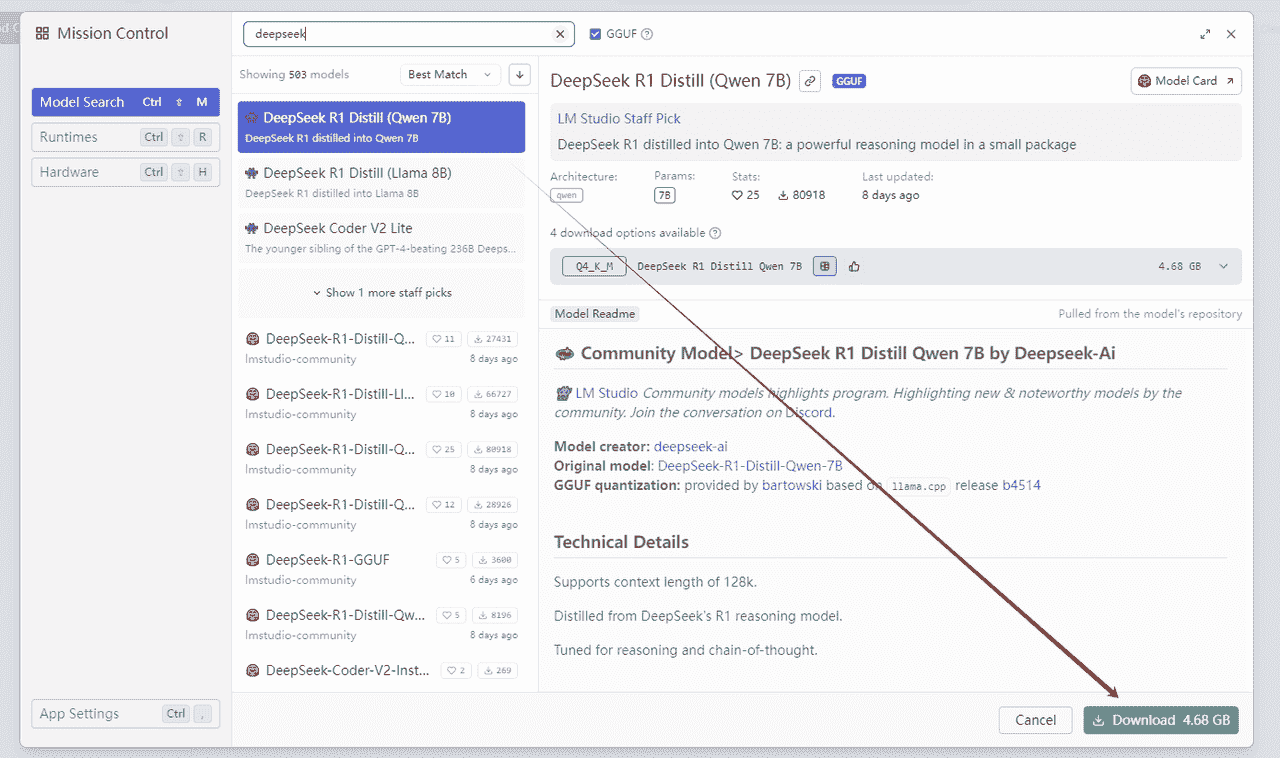 Mission Control
Model Search Ctrl ⇧ M
Runtimes Ctrl ⇧ R
Hardware Ctrl ⇧ H
App Settings Ctrl ,
deepseek
GGUF
Showing 503 models
Best Match
DeepSeek R1 Distill (Qwen 7B)
DeepSeek R1 distilled into Qwen 7B
DeepSeek R1 Distill (Llama 8B)
DeepSeek R1 distilled into Llama 8B
DeepSeek Coder V2 Lite
The younger sibling of the GPT-4-beating 236B Deeps...
Show 1 more staff picks
DeepSeek-R1-Distill-Q... 11 27431
lmstudio-community 8 days ago
DeepSeek-R1-Distill-Ll... 10 66727
lmstudio-community 8 days ago
DeepSeek-R1-Distill-Q... 25 80918
lmstudio-community 8 days ago
DeepSeek-R1-Distill-Q... 12 28926
lmstudio-community 8 days ago
DeepSeek-R1-GGUF 5 3600
lmstudio-community 6 days ago
DeepSeek-R1-Distill-Qw... 5 8196
lmstudio-community 8 days ago
DeepSeek-Coder-V2-Inst... 2 269
DeepSeek R1 Distill (Qwen 7B) GGUF
Model Card
LM Studio Staff Pick
DeepSeek R1 distilled into Qwen 7B: a powerful reasoning model in a small package
Architecture: Params: Stats: Last updated:
qwen 7B 25 80918 8 days ago
4 download options available
Q4_K_M DeepSeek R1 Distill Qwen 7B 4.68 GB
Model Readme Pulled from the model's repository
Community Model> DeepSeek R1 Distill Qwen 7B by Deepseek-Ai
LM Studio Community models highlights program. Highlighting new & noteworthy models by the
community. Join the conversation on Discord.
Model creator: deepseek-ai
Original model: DeepSeek-R1-Distill-Qwen-7B
GGUF quantization: provided by bartowski based on llama.cpp release b4514
Technical Details
Supports context length of 128k.
Distilled from DeepSeek's R1 reasoning model.
Tuned for reasoning and chain-of-thought.
Cancel
Download 4.68 GB